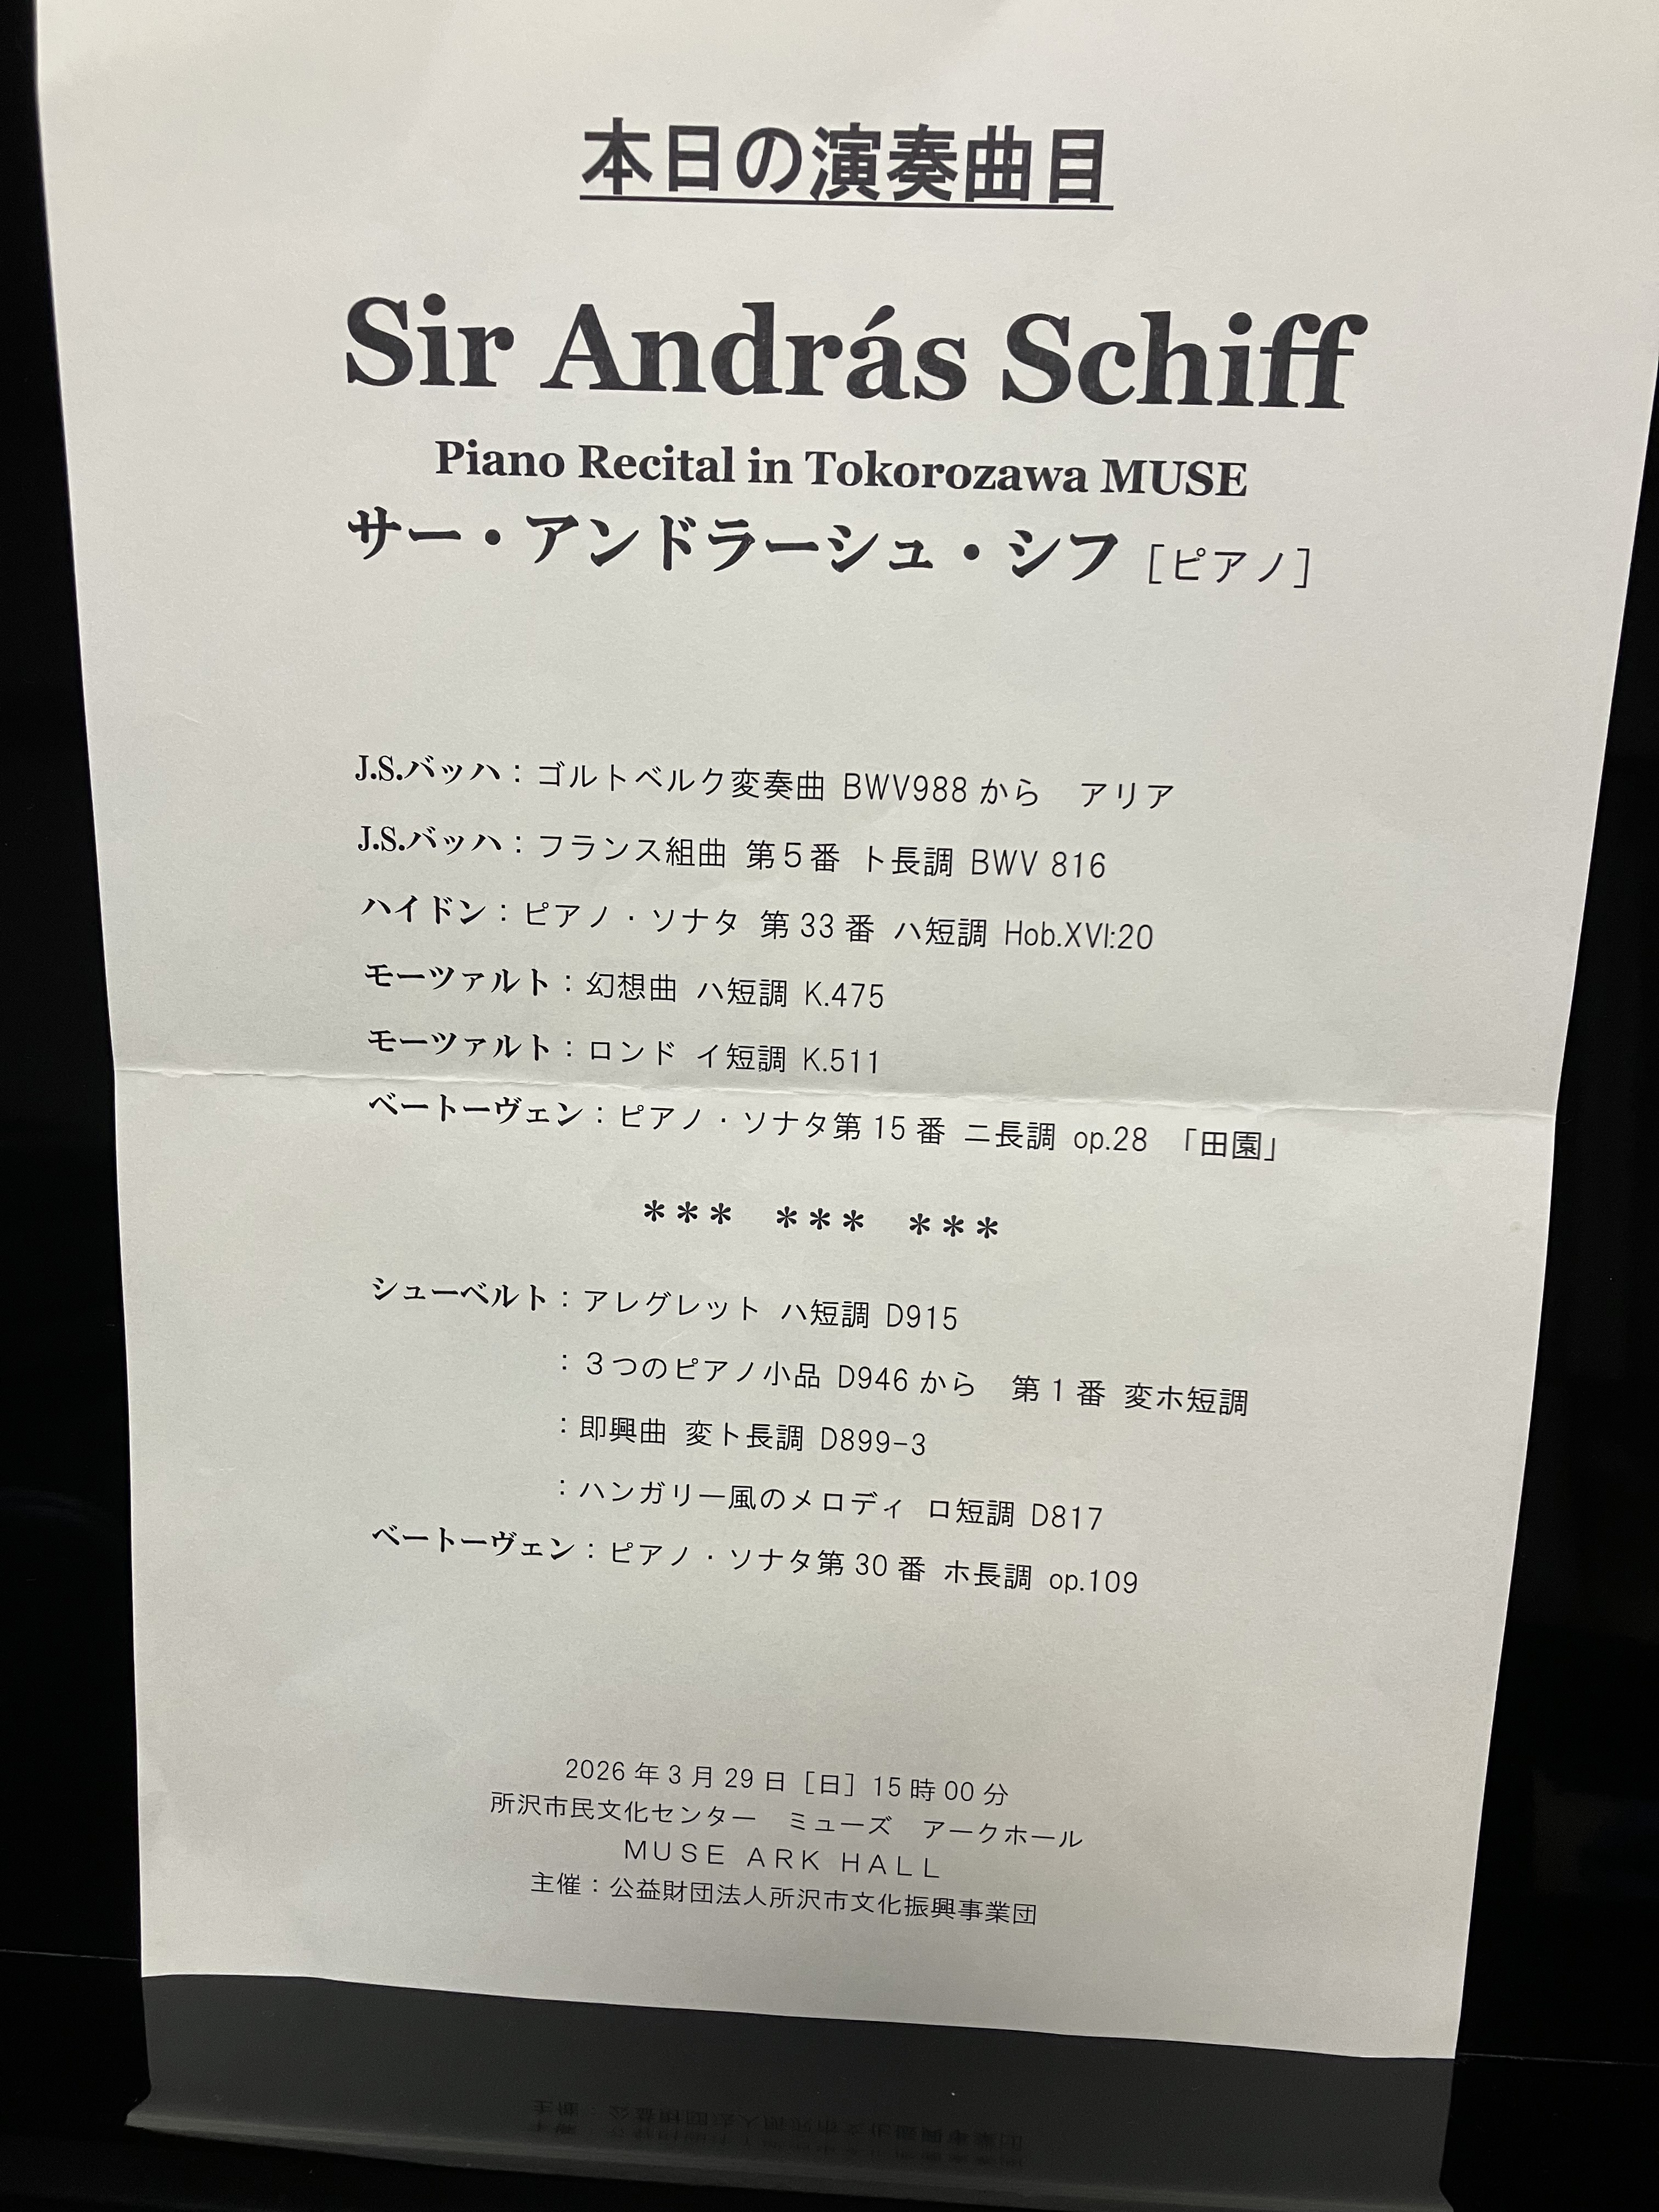 本日の演奏曲目
Sir András Schiff
Piano Recital in Tokorozawa MUSE
サー・アンドラーシュ・シフ［ピアノ］
J.S.バッハ：ゴルトベルク変奏曲 BWV988 から　アリア
J.S.バッハ：フランス組曲 第５番 ト長調 BWV 816
ハイドン：ピアノ・ソナタ 第 33 番 ハ短調 Hob.XVI:20
モーツァルト：幻想曲 ハ短調 K.475
モーツァルト：ロンド イ短調 K.511
ベートーヴェン：ピアノ・ソナタ第 15 番 ニ長調 op.28 「田園」
*** *** ***
シューベルト：アレグレット ハ短調 D915
：３つのピアノ小品 D946 から　第 1 番 変ホ短調
：即興曲 変ト長調 D899-3
：ハンガリー風のメロディ ロ短調 D817
ベートーヴェン：ピアノ・ソナタ第 30 番 ホ長調 op.109
2026 年 3 月 29 日［日］15 時 00 分
所沢市民文化センター　ミューズ　アークホール
MUSE ARK HALL
主催：公益財団法人所沢市文化振興事業団